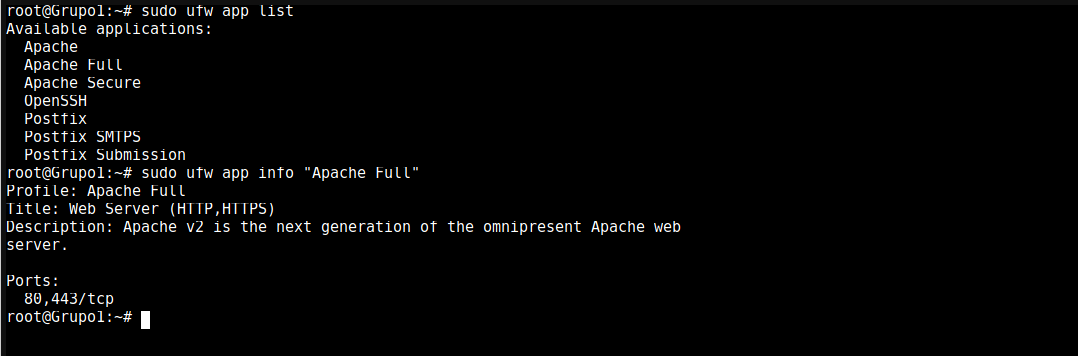 root@Grupo1:~# sudo ufw app list
Available applications:
  Apache
  Apache Full
  Apache Secure
  OpenSSH
  Postfix
  Postfix SMTPS
  Postfix Submission
root@Grupo1:~# sudo ufw app info "Apache Full"
Profile: Apache Full
Title: Web Server (HTTP,HTTPS)
Description: Apache v2 is the next generation of the omnipresent Apache web
server.

Ports:
  80,443/tcp
root@Grupo1:~#